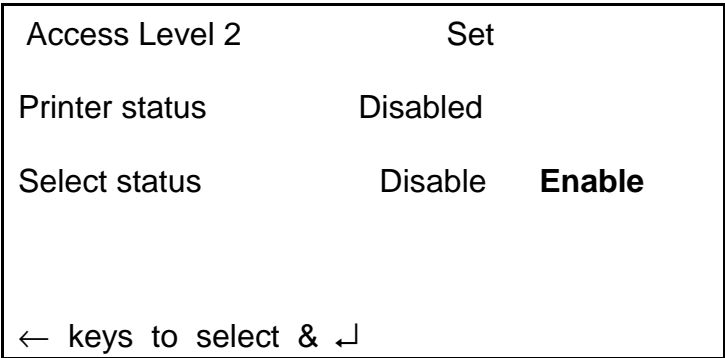 Access Level 2 Set
Printer status Disabled
Select status Disable Enable
← keys to select & ↵